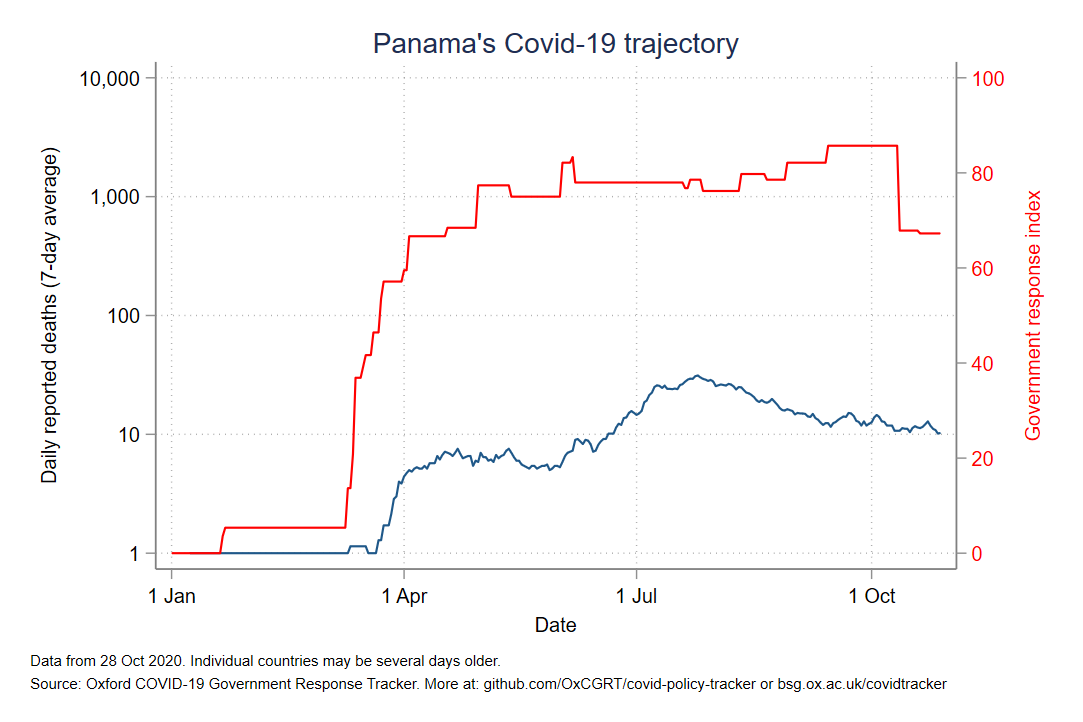 Panama's Covid-19 trajectory
10,000
1,000
100
10
1
Daily reported deaths (7-day average)
100
80
60
40
20
0
Government response index
1 Jan
1 Apr
1 Jul
1 Oct
Date
Data from 28 Oct 2020. Individual countries may be several days older.
Source: Oxford COVID-19 Government Response Tracker. More at: github.com/OxCGRT/covid-policy-tracker or bsg.ox.ac.uk/covidtracker